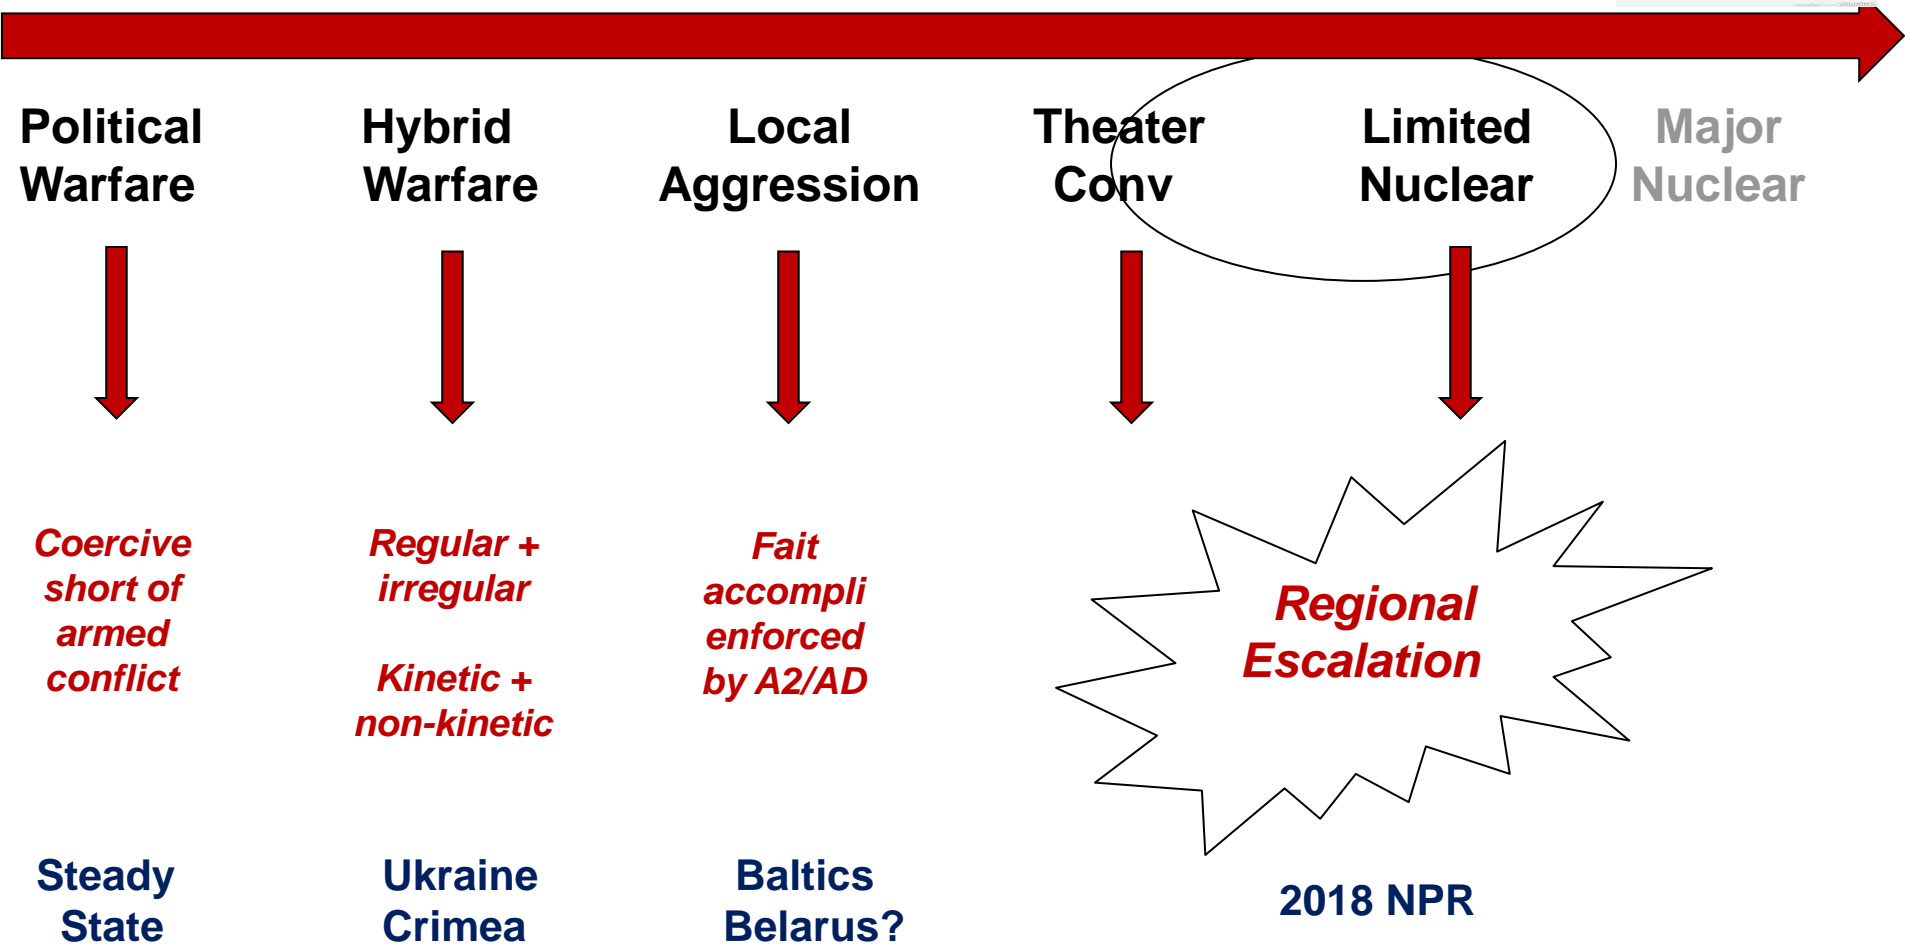 Political
Warfare
Hybrid
Warfare
Local
Aggression
Theater
Conv
Limited
Nuclear
Major
Nuclear
Coercive
short of
armed
conflict
Regular +
irregular
Kinetic +
non-kinetic
Fait
accompli
enforced
by A2/AD
Regional
Escalation
Steady
State
Ukraine
Crimea
Baltics
Belarus?
2018 NPR